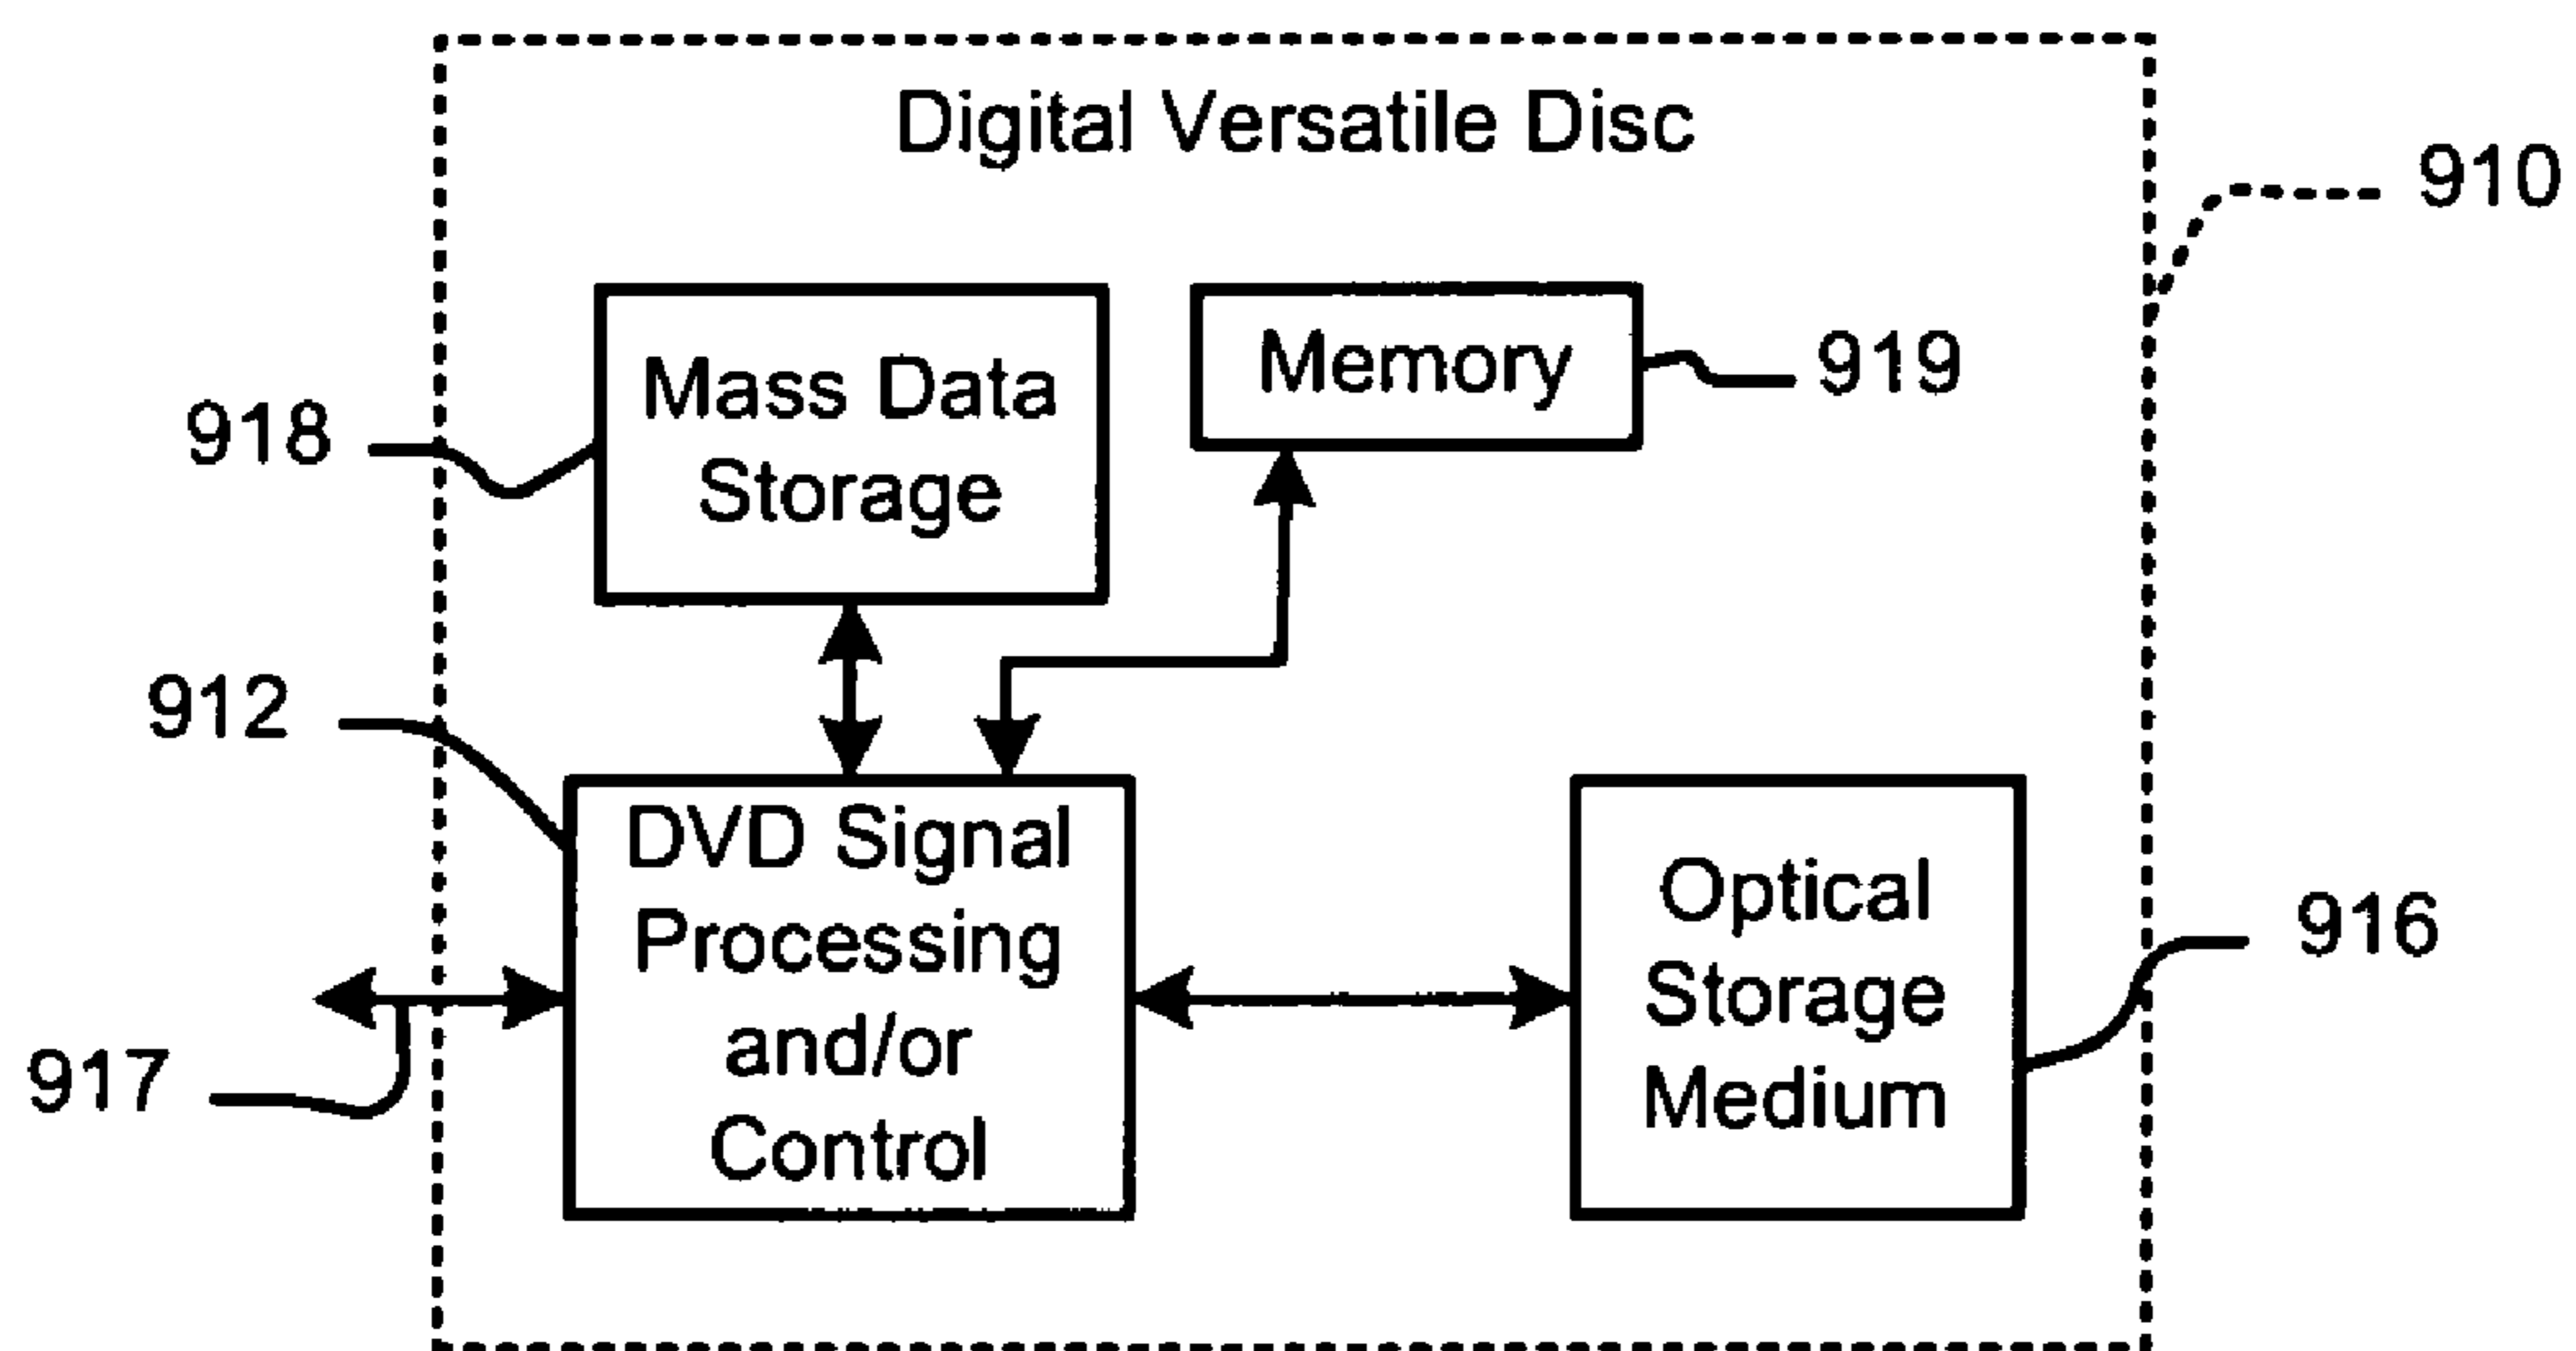 Digital Versatile Disc
910
Mass Data
Storage
918
Memory
919
912
DVD Signal
Processing
and/or
Control
917
Optical
Storage
Medium
916